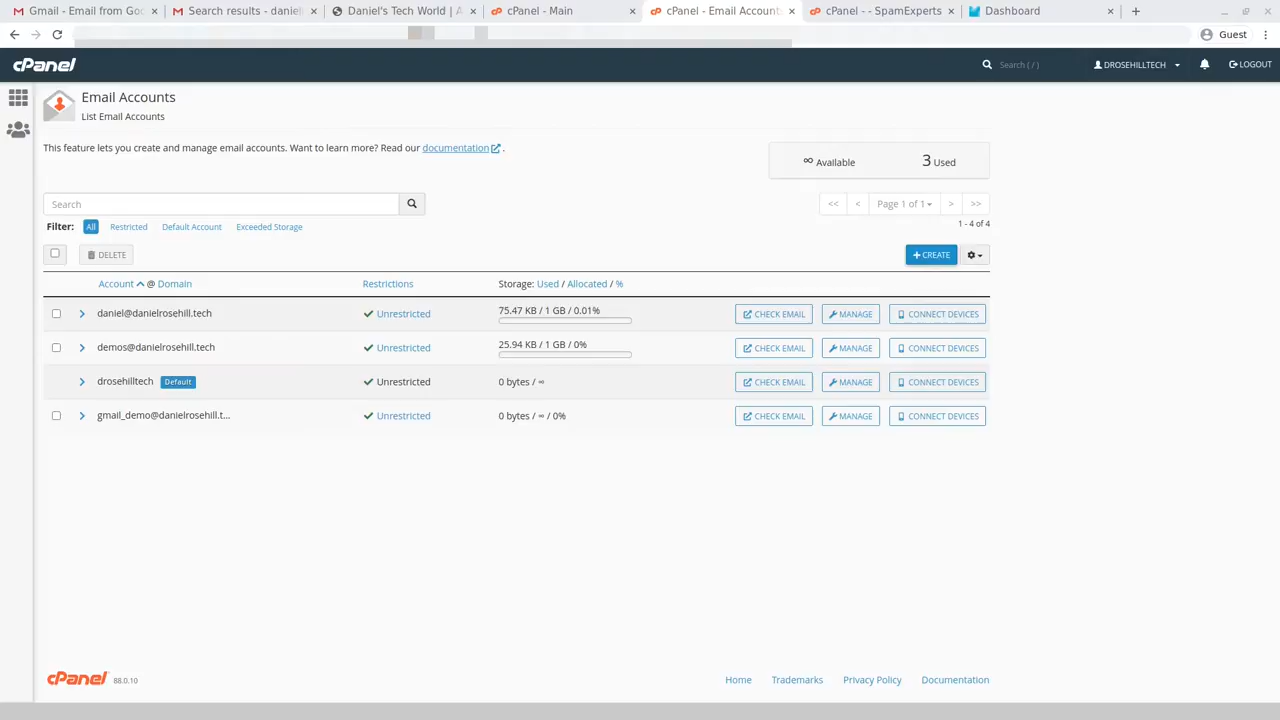 Gmail - Email from Goo
Search results - daniel
Daniel's Tech World | A
cPanel - Main
cPanel - Email Accounts
cPanel - - SpamExperts
Dashboard
Guest
cPanel
Search ( / )
DROSEHILLTECH
LOGOUT
Email Accounts
List Email Accounts
This feature lets you create and manage email accounts. Want to learn more? Read our documentation .
∞ Available 3 Used
Search
<< < Page 1 of 1 > >>
Filter: All Restricted Default Account Exceeded Storage
1 - 4 of 4
DELETE
+ CREATE
Account @ Domain Restrictions Storage: Used / Allocated / %
daniel@danielrosehill.tech Unrestricted 75.47 KB / 1 GB / 0.01% CHECK EMAIL MANAGE CONNECT DEVICES
demos@danielrosehill.tech Unrestricted 25.94 KB / 1 GB / 0% CHECK EMAIL MANAGE CONNECT DEVICES
drosehilltech Default Unrestricted 0 bytes / ∞ CHECK EMAIL MANAGE CONNECT DEVICES
gmail_demo@danielrosehill.t... Unrestricted 0 bytes / ∞ / 0% CHECK EMAIL MANAGE CONNECT DEVICES
cPanel 88.0.10 Home Trademarks Privacy Policy Documentation